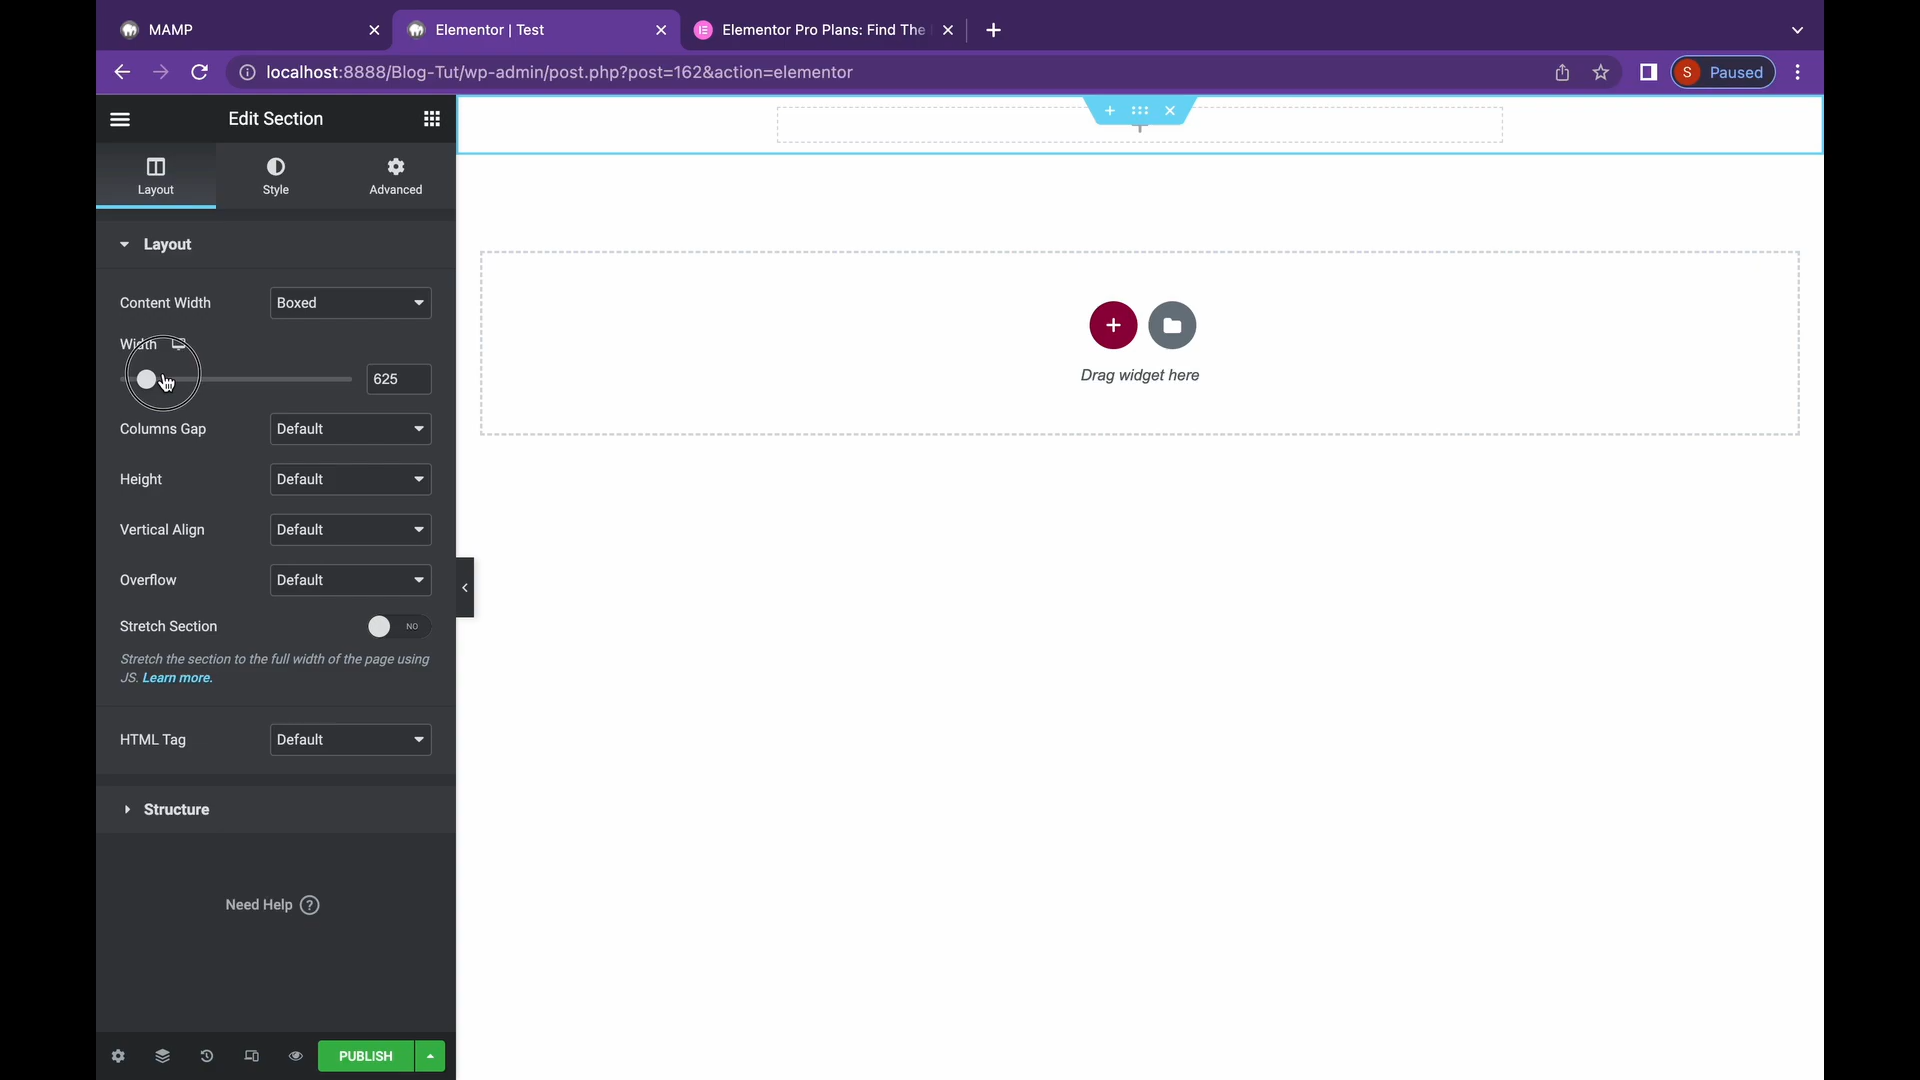 MAMP
Elementor | Test
Elementor Pro Plans: Find The
localhost:8888/Blog-Tut/wp-admin/post.php?post=162&action=elementor
S
Paused
Edit Section
Layout
Style
Advanced
Layout
Content Width
Boxed
Width
625
Columns Gap
Default
Height
Default
Vertical Align
Default
Overflow
Default
Stretch Section
NO
Stretch the section to the full width of the page using
JS. Learn more.
HTML Tag
Default
Structure
Need Help ?
PUBLISH
Drag widget here